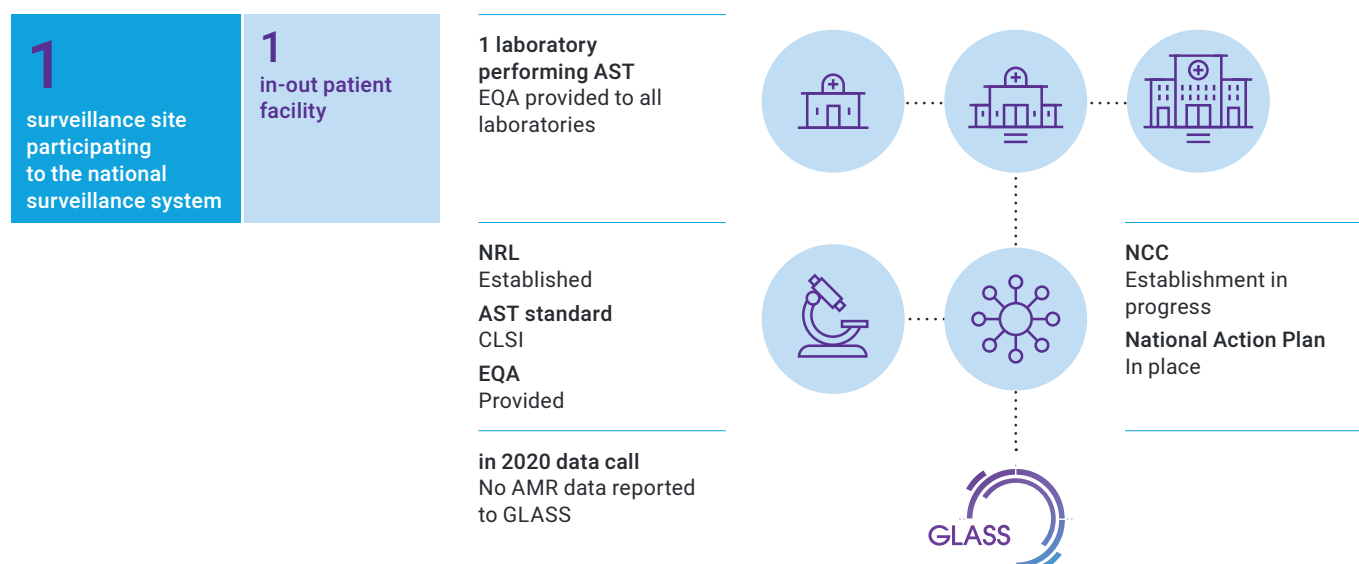 1
surveillance site
participating
to the national
surveillance system
1
in-out patient
facility
1 laboratory
performing AST
EQA provided to all
laboratories
NRL
Established
AST standard
CLSI
EQA
Provided
NCC
Establishment in
progress
National Action Plan
In place
in 2020 data call
No AMR data reported
to GLASS
GLASS